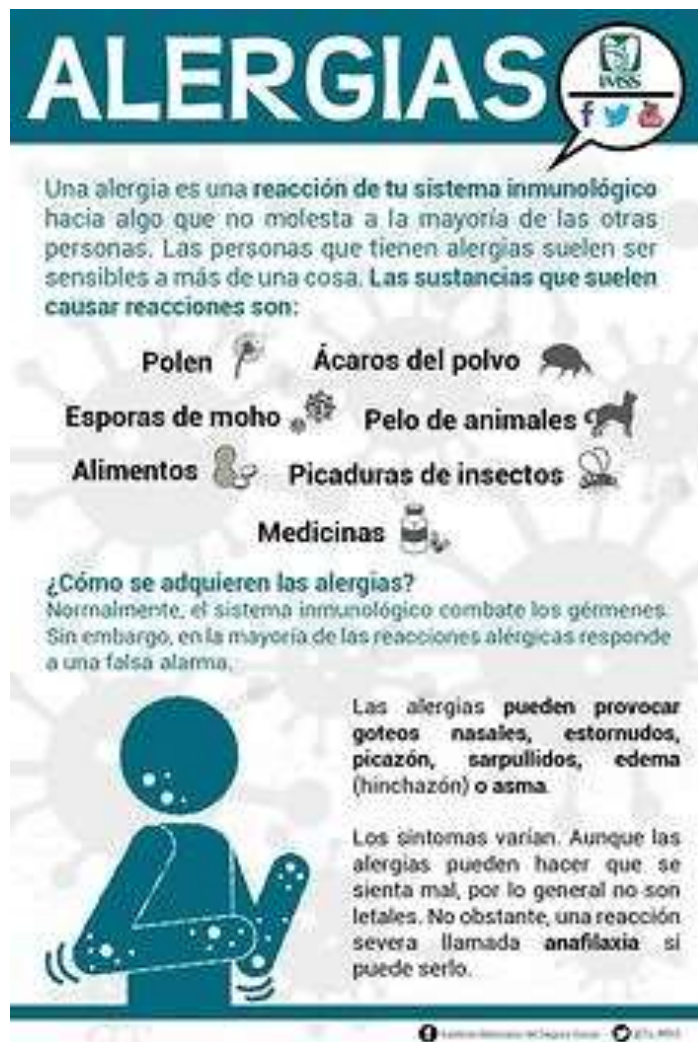 ALERGIAS
IMSS
Una alergia es una reacción de tu sistema inmunológico
hacia algo que no molesta a la mayoría de las otras
personas. Las personas que tienen alergias suelen ser
sensibles a más de una cosa. Las sustancias que suelen
causar reacciones son:
Polen Ácaros del polvo
Esporas de moho Pelo de animales
Alimentos Picaduras de insectos
Medicinas
¿Cómo se adquieren las alergias?
Normalmente, el sistema inmunológico combate los gérmenes.
Sin embargo, en la mayoría de las reacciones alérgicas responde
a una falsa alarma.
Las alergias pueden provocar
goteos nasales, estornudos,
picazón, sarpullidos, edema
(hinchazón) o asma.
Los síntomas varían. Aunque las
alergias pueden hacer que se
sienta mal, por lo general no son
letales. No obstante, una reacción
severa llamada anafilaxia sí
puede serlo.